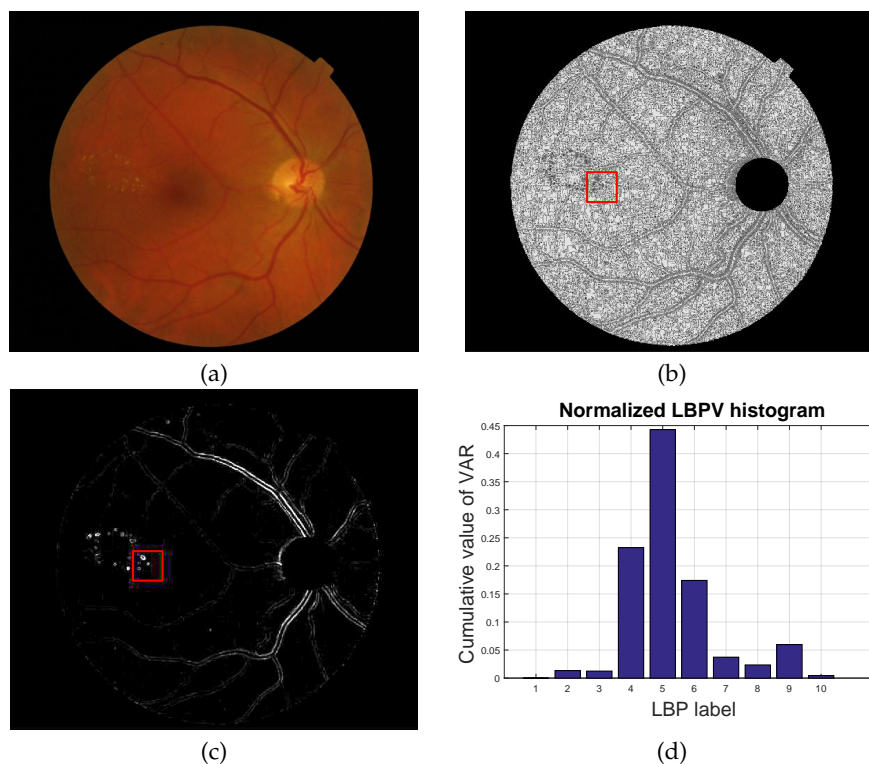 (a)
(b)
(c)
Normalized LBPV histogram
Cumulative value of VAR
0.45
0.4
0.35
0.3
0.25
0.2
0.15
0.1
0.05
0
1 2 3 4 5 6 7 8 9 10
LBP label
(d)